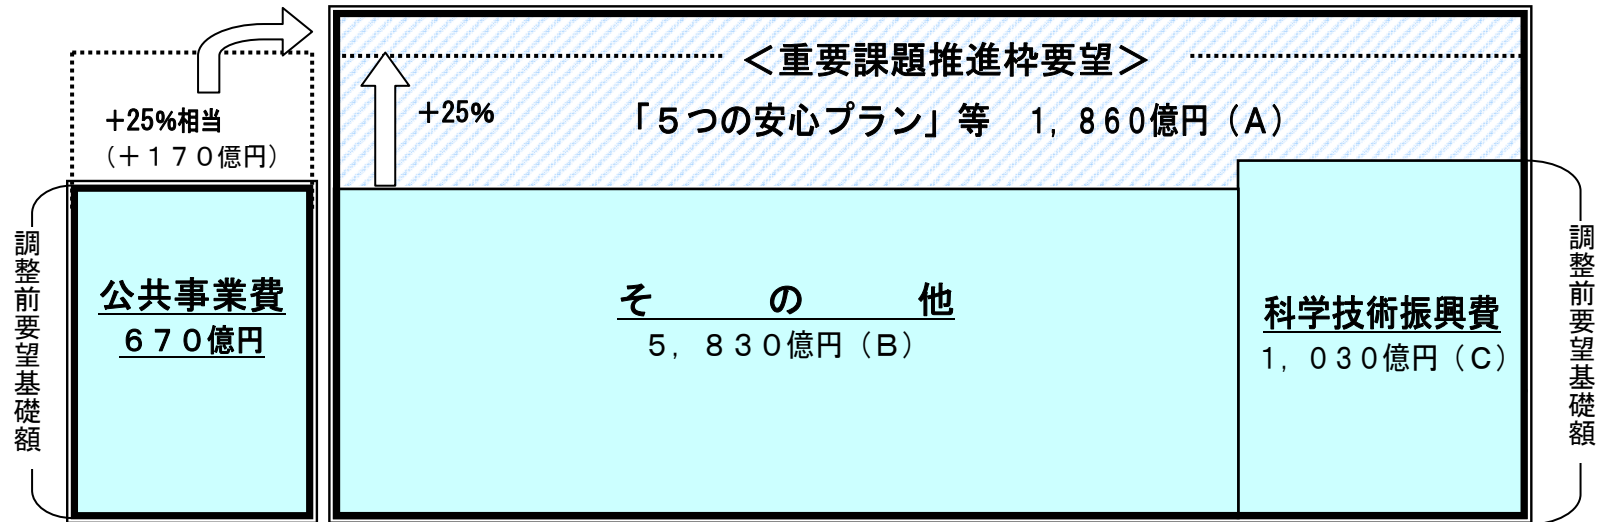 ＜重要課題推進枠要望＞
+25%相当
（＋１７０億円）
+25%
「５つの安心プラン」等　１，８６０億円（Ａ）
調整前要望基礎額
公共事業費
６７０億円
そ　の　他
５，８３０億円（Ｂ）
科学技術振興費
１，０３０億円（Ｃ）
調整前要望基礎額